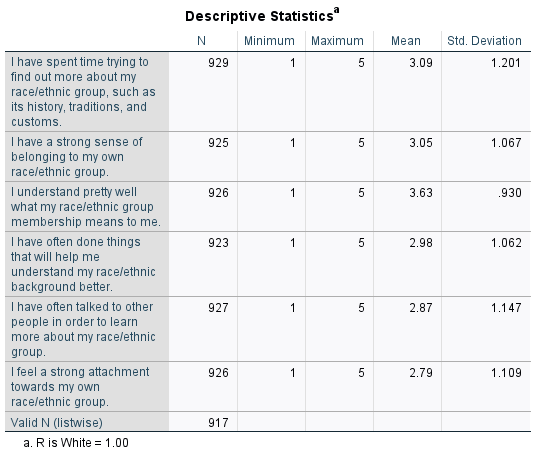 Descriptive Statisticsa
N Minimum Maximum Mean Std. Deviation
I have spent time trying to 929 1 5 3.09 1.201
find out more about my
race/ethnic group, such as
its history, traditions, and
customs.
I have a strong sense of 925 1 5 3.05 1.067
belonging to my own
race/ethnic group.
I understand pretty well 926 1 5 3.63 .930
what my race/ethnic group
membership means to me.
I have often done things 923 1 5 2.98 1.062
that will help me
understand my race/ethnic
background better.
I have often talked to other 927 1 5 2.87 1.147
people in order to learn
more about my race/ethnic
group.
I feel a strong attachment 926 1 5 2.79 1.109
towards my own
race/ethnic group.
Valid N (listwise) 917
a. R is White = 1.00